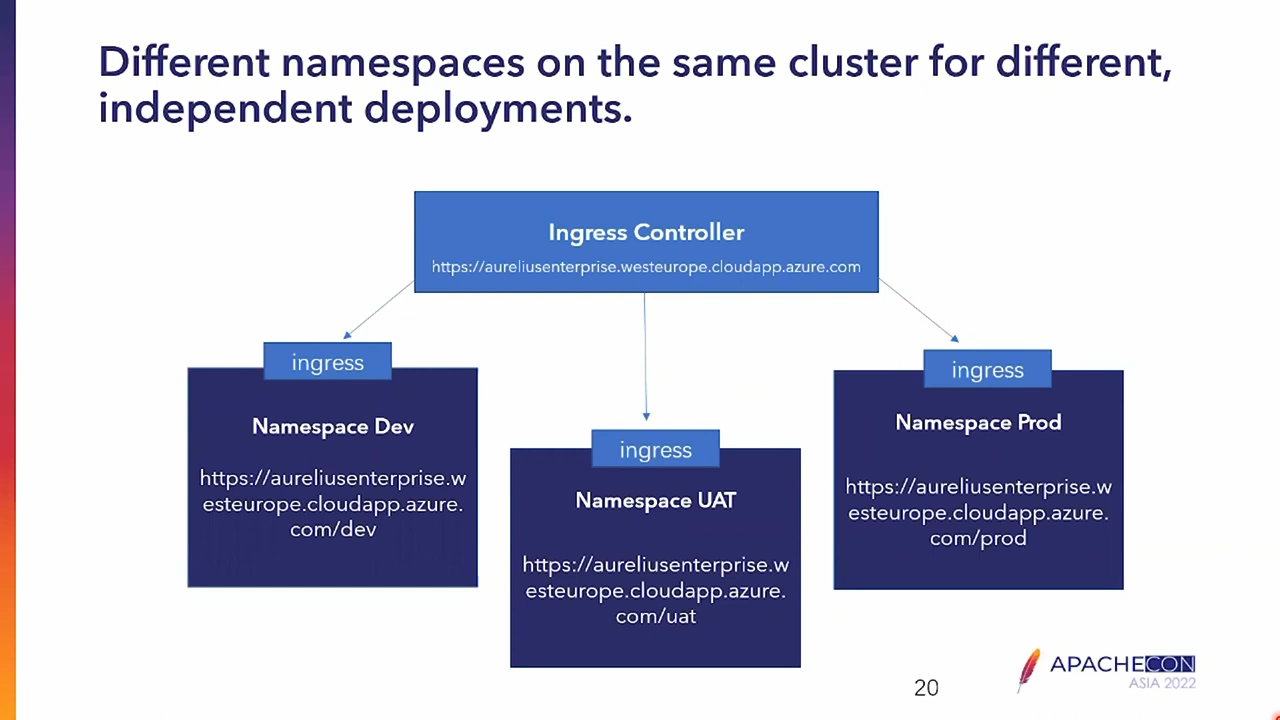 Different namespaces on the same cluster for different,
independent deployments.
Ingress Controller
https://aureliusenterprise.westeurope.cloudapp.azure.com
ingress
Namespace Dev
https://aureliusenterprise.w
esteurope.cloudapp.azure.
com/dev
ingress
Namespace UAT
https://aureliusenterprise.w
esteurope.cloudapp.azure.
com/uat
ingress
Namespace Prod
https://aureliusenterprise.w
esteurope.cloudapp.azure.
com/prod
20
APACHECON
ASIA 2022